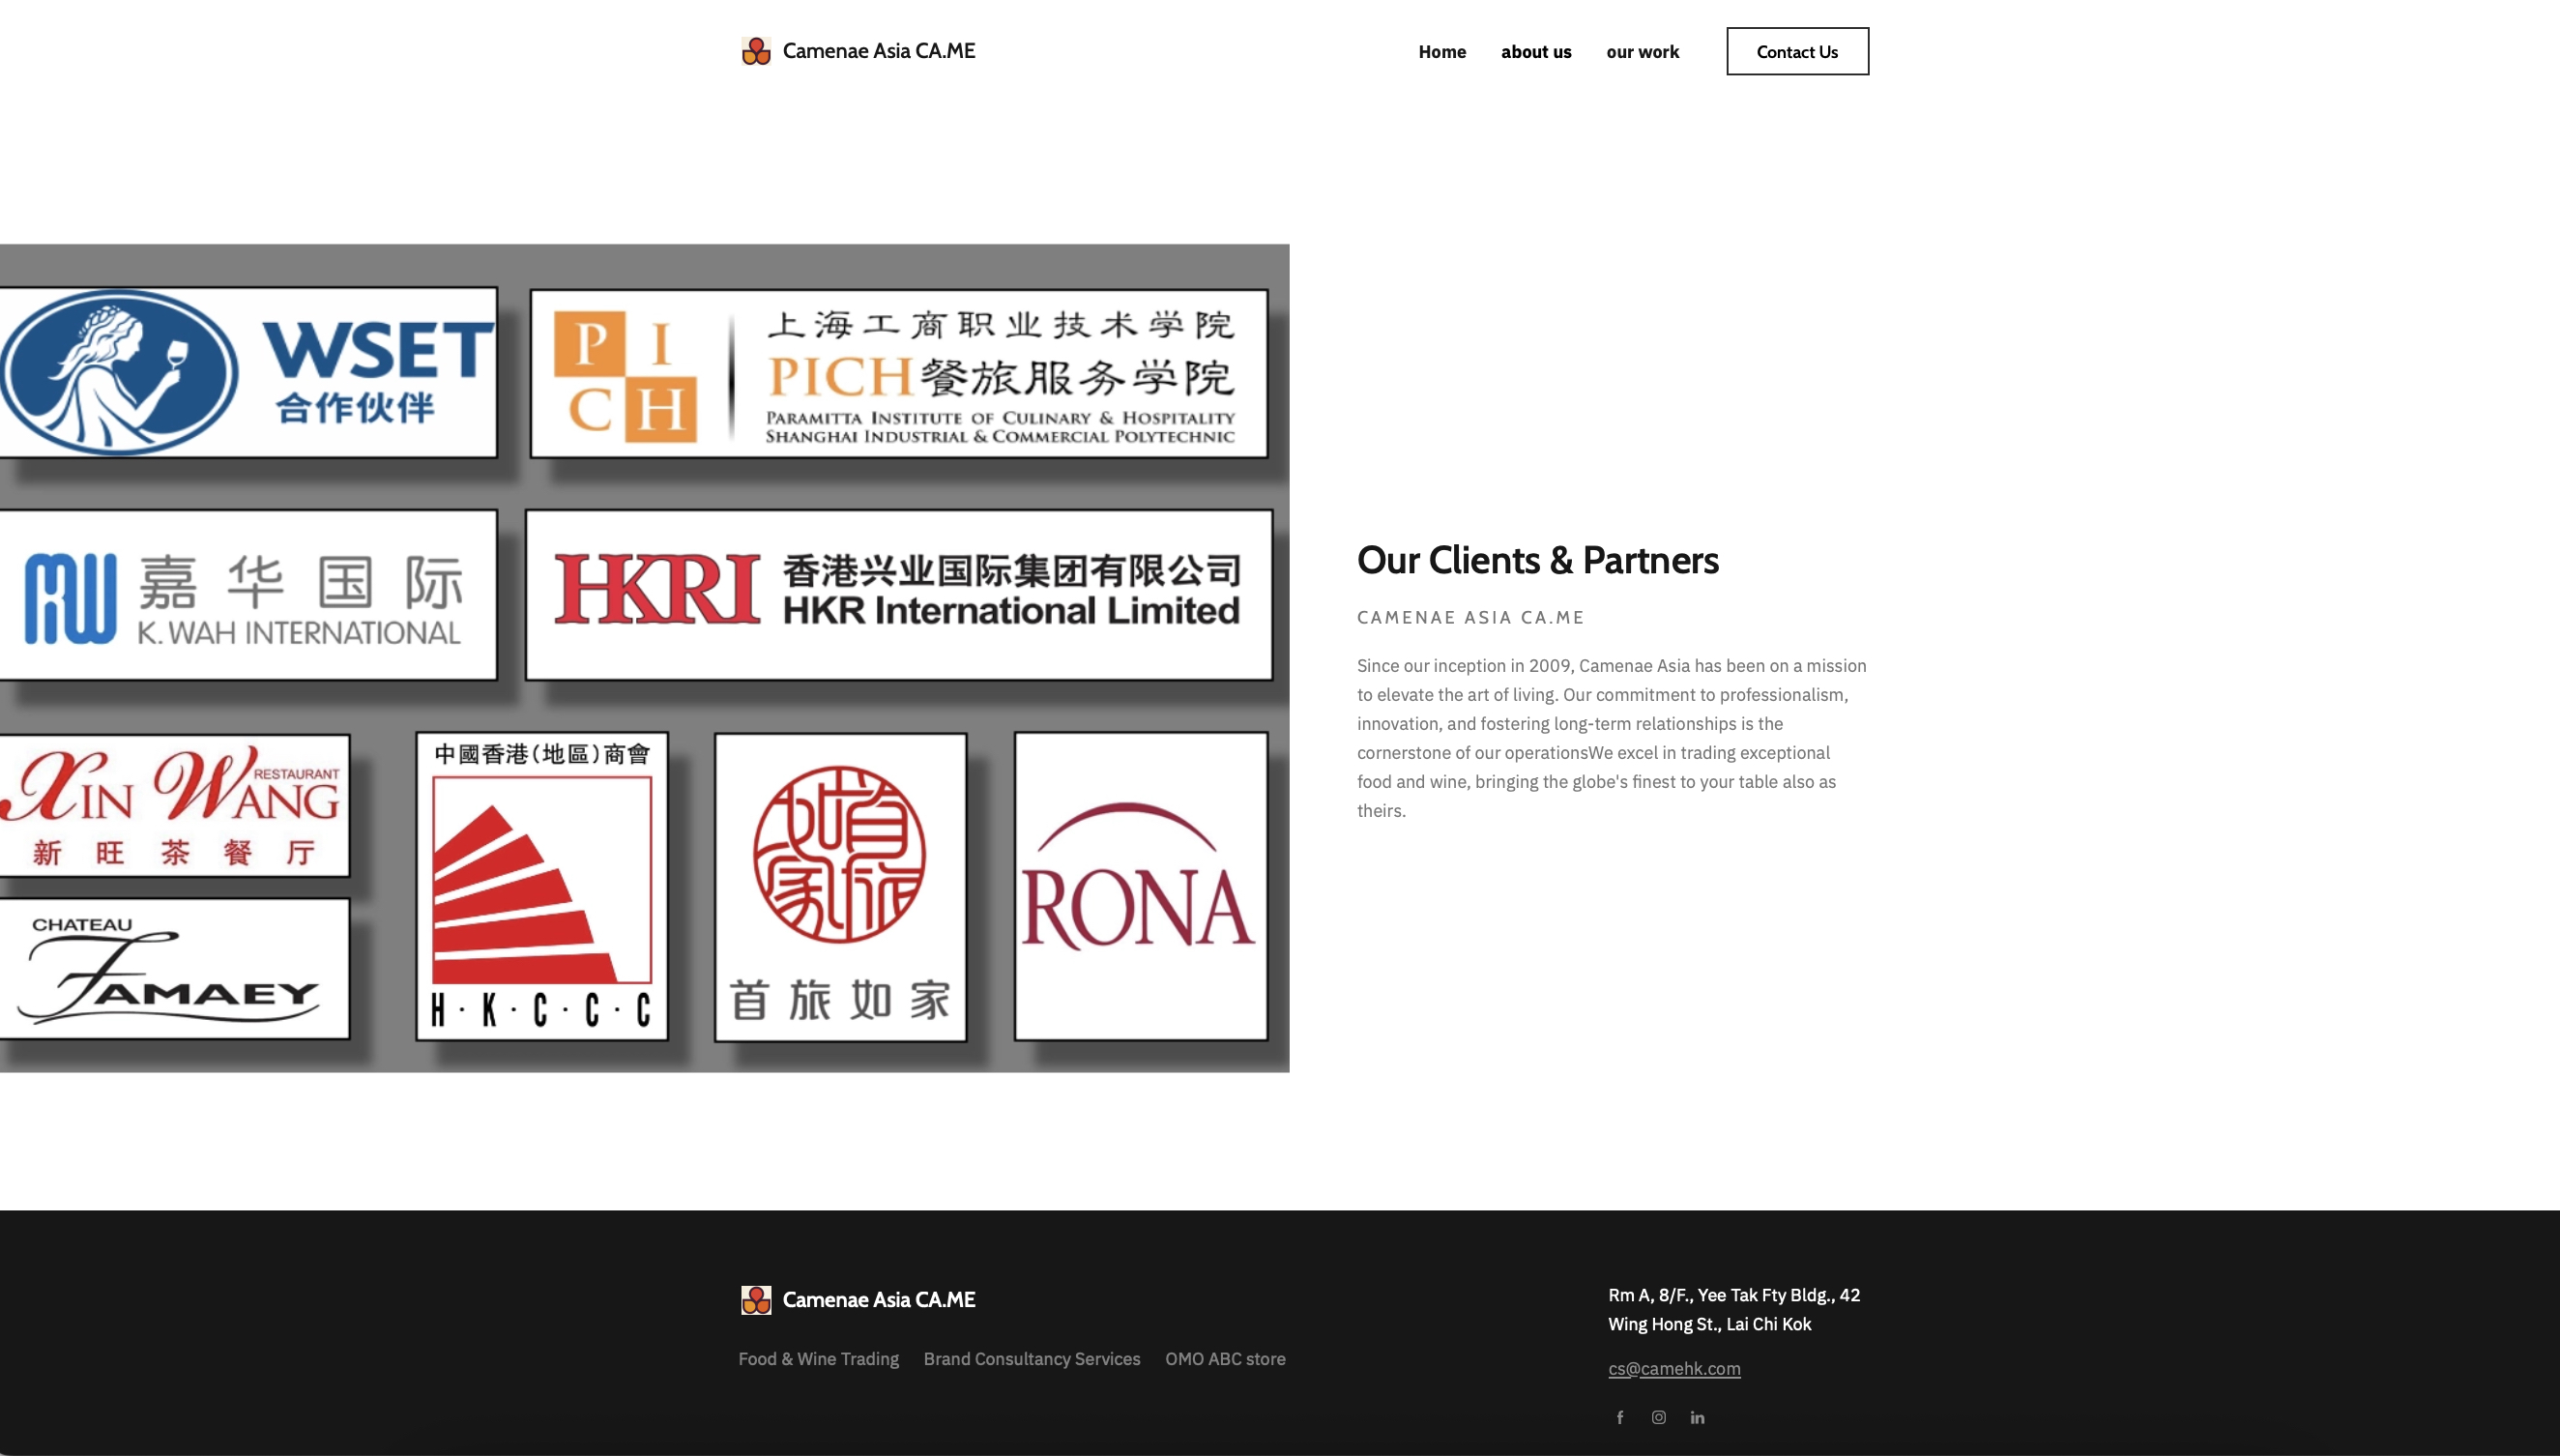 Camenae Asia CA.ME
Home about us our work Contact Us
WSET
合作伙伴
P I
C H
上海工商职业技术学院
PICH餐旅服务学院
PARAMITTA INSTITUTE OF CULINARY & HOSPITALITY
SHANGHAI INDUSTRIAL & COMMERCIAL POLYTECHNIC
嘉华国际
K. WAH INTERNATIONAL
HKRI
香港兴业国际集团有限公司
HKR International Limited
XIN WANG
RESTAURANT
新旺茶餐厅
CHATEAU
FAMAEY
中國香港(地區)商會
H·K·C·C·C
首旅如家
首旅如家
RONA
Our Clients & Partners
CAMENAE ASIA CA.ME
Since our inception in 2009, Camenae Asia has been on a mission
to elevate the art of living. Our commitment to professionalism,
innovation, and fostering long-term relationships is the
cornerstone of our operationsWe excel in trading exceptional
food and wine, bringing the globe's finest to your table also as
theirs.
Camenae Asia CA.ME
Food & Wine Trading Brand Consultancy Services OMO ABC store
Rm A, 8/F., Yee Tak Fty Bldg., 42
Wing Hong St., Lai Chi Kok
cs@camehk.com